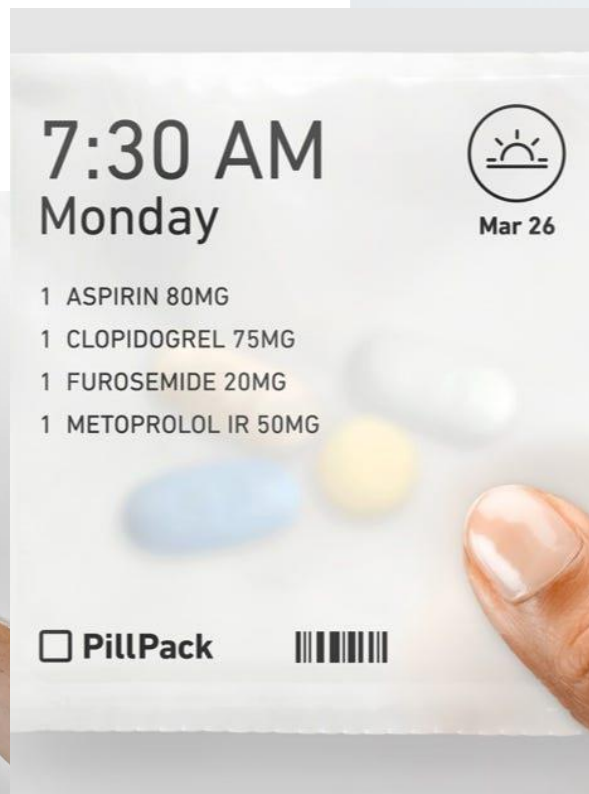 7:30 AM
Monday
Mar 26
1 ASPIRIN 80MG
1 CLOPIDOGREL 75MG
1 FUROSEMIDE 20MG
1 METOPROLOL IR 50MG
PillPack